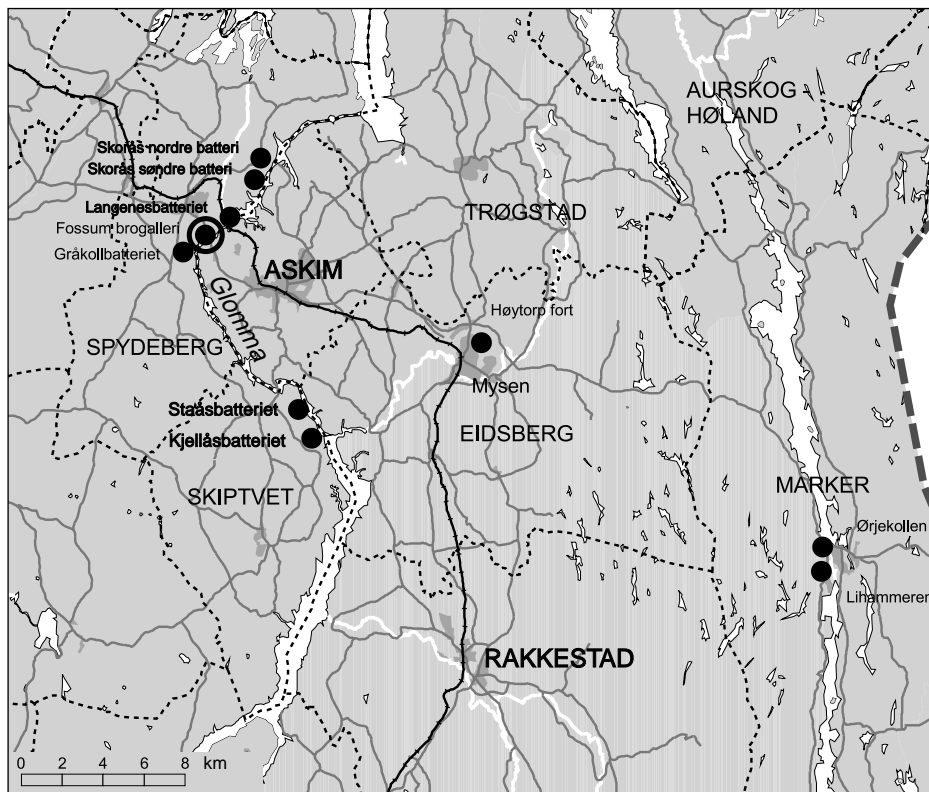 AURSKOG
HØLAND
Skorås nordre batteri
Skorås søndre batteri
Langenesbatteriet
TRØGSTAD
Fossum brogalleri
Gråkollbatteriet
ASKIM
Glomma
Høytorp fort
SPYDEBERG
Mysen
Staåsbatteriet
EIDSBERG
Kjellåsbatteriet
MARKER
SKIPTVET
Ørjekollen
Lihammeren
RAKKESTAD
0 2 4 6 8 km